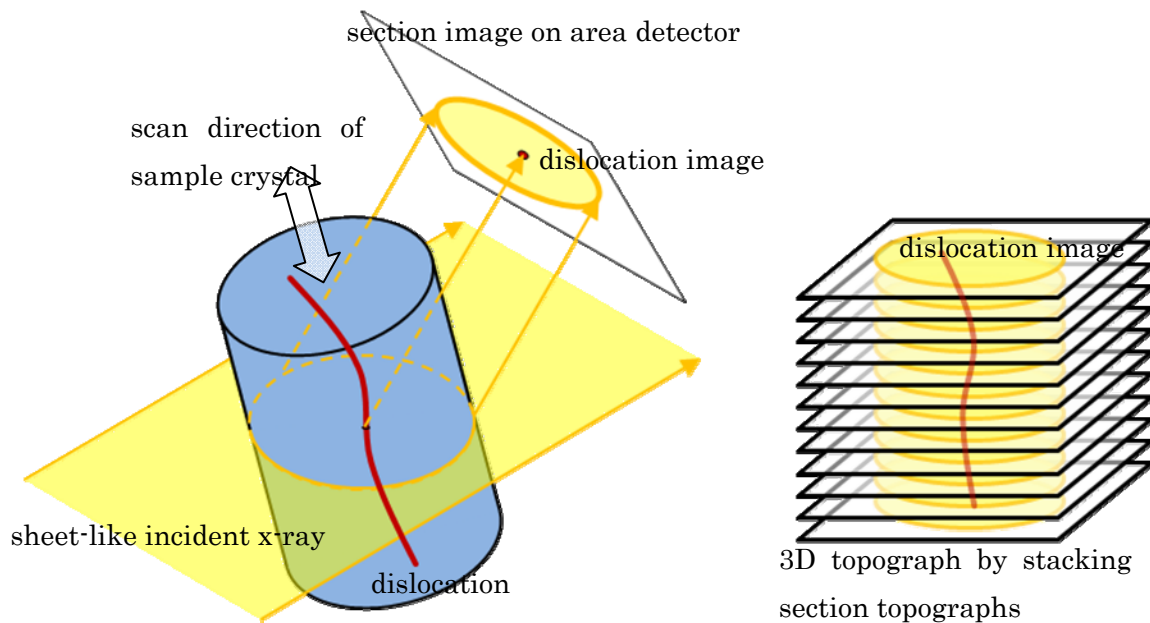 section image on area detector
scan direction of
sample crystal
dislocation image
dislocation image
sheet-like incident x-ray
dislocation
3D topograph by stacking
section topographs